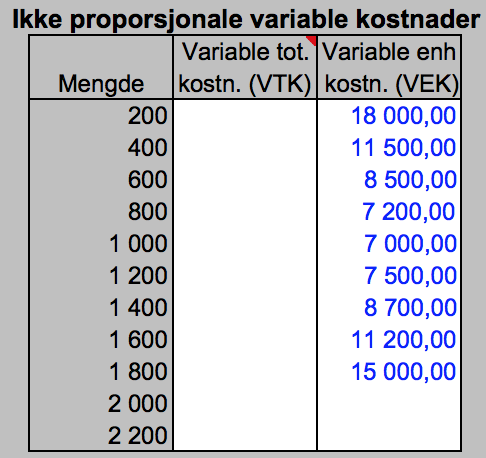 Ikke proporsjonale variable kostnader
Variable tot. Variable enh
Mengde kostn. (VTK) kostn. (VEK)
200 18 000,00
400 11 500,00
600 8 500,00
800 7 200,00
1 000 7 000,00
1 200 7 500,00
1 400 8 700,00
1 600 11 200,00
1 800 15 000,00
2 000
2 200